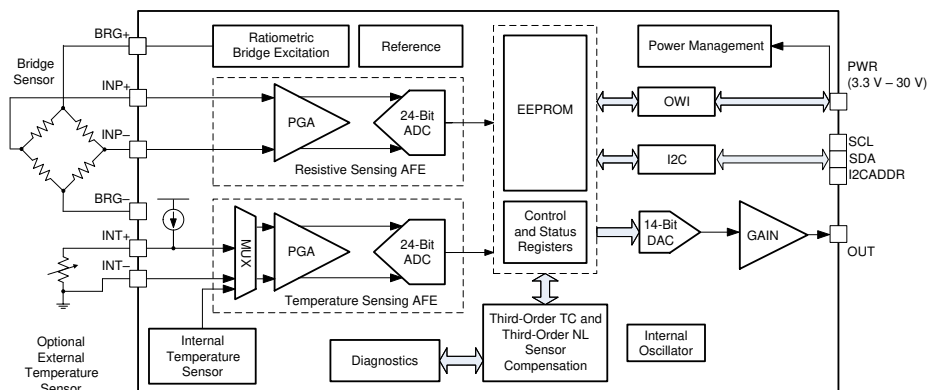 BRG+
Bridge
Sensor
INP+
INP–
BRG–
INT+
INT–
Optional
External
Temperature
Sensor
Ratiometric
Bridge Excitation
Reference
PGA
24-Bit
ADC
Resistive Sensing AFE
MUX
PGA
24-Bit
ADC
Temperature Sensing AFE
Internal
Temperature
Sensor
EEPROM
Control
and Status
Registers
Diagnostics
Third-Order TC and
Third-Order NL
Sensor
Compensation
Power Management
OWI
I2C
14-Bit
DAC
GAIN
Internal
Oscillator
PWR
(3.3 V – 30 V)
SCL
SDA
I2CADDR
OUT